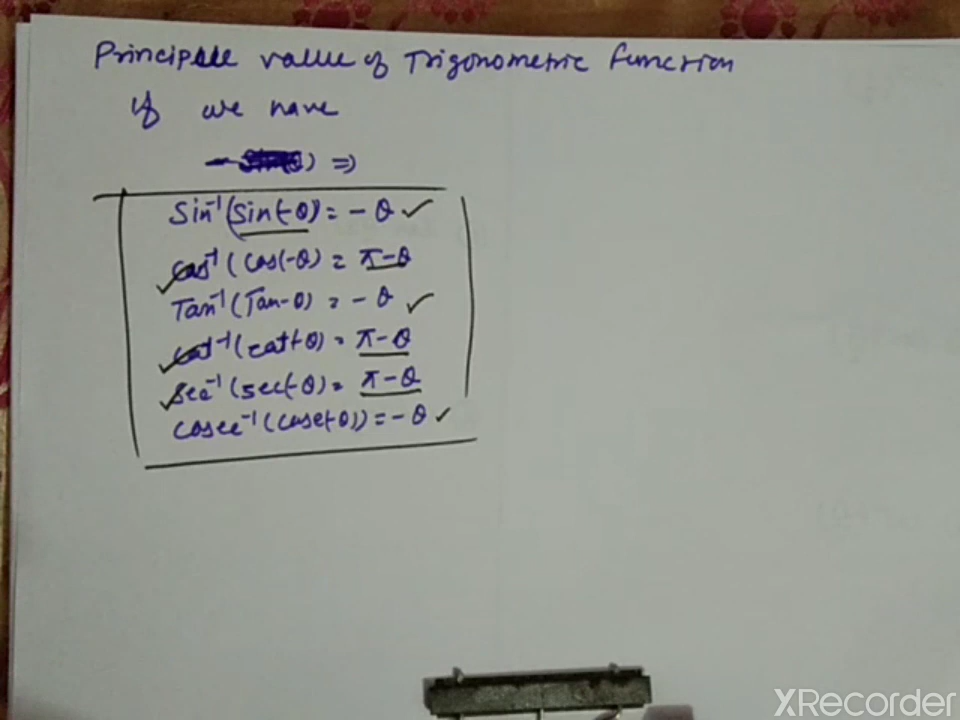 Principle value of Trigonometric function
if we have
⇒
Sin⁻¹(Sin(-θ)) = -θ ✓
Cos⁻¹(Cos(-θ) = π-θ
Tan⁻¹(Tan-θ) = -θ ✓
Cot⁻¹(Cot(-θ) = π-θ
Sec⁻¹(Sec(-θ) = π-θ
Cosec⁻¹(Cosec(-θ)) = -θ ✓
XRecorder